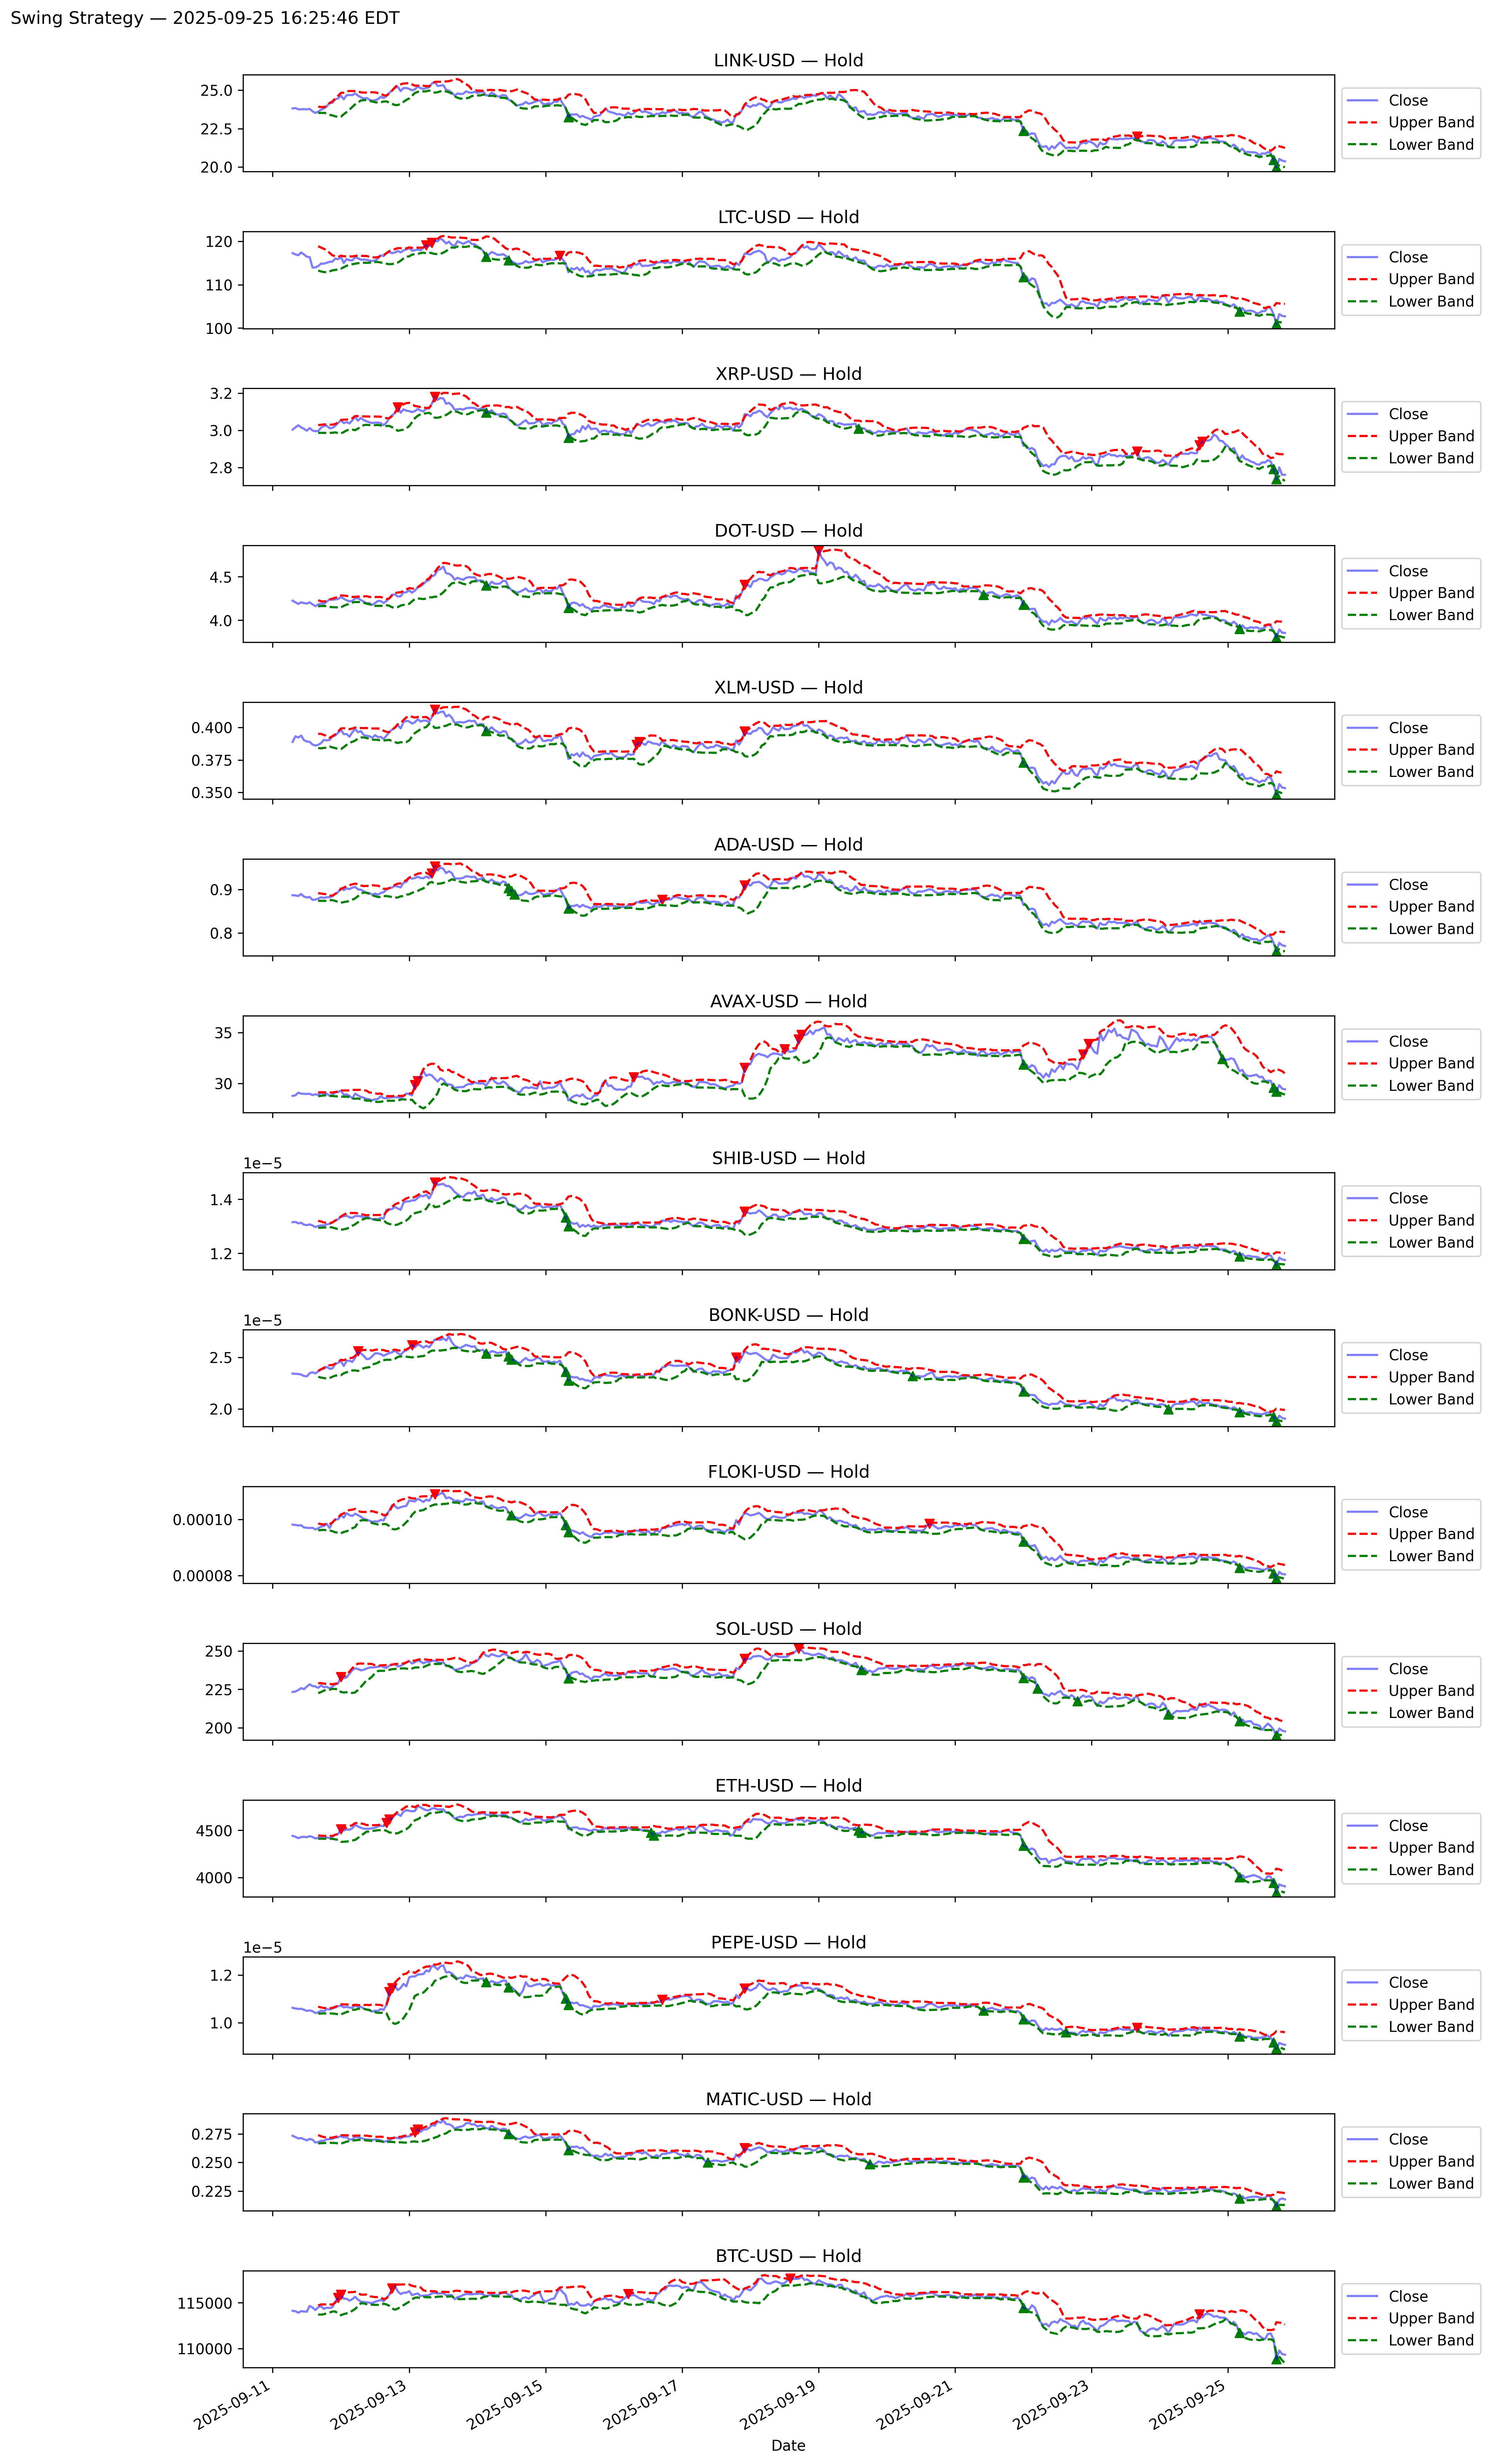 Swing Strategy — 2025-09-25 16:25:46 EDT
LINK-USD — Hold
25.0
22.5
20.0
Close
Upper Band
Lower Band
LTC-USD — Hold
120
110
100
Close
Upper Band
Lower Band
XRP-USD — Hold
3.2
3.0
2.8
Close
Upper Band
Lower Band
DOT-USD — Hold
4.5
4.0
Close
Upper Band
Lower Band
XLM-USD — Hold
0.400
0.375
0.350
Close
Upper Band
Lower Band
ADA-USD — Hold
0.9
0.8
Close
Upper Band
Lower Band
AVAX-USD — Hold
35
30
Close
Upper Band
Lower Band
SHIB-USD — Hold
1e−5
1.4
1.2
Close
Upper Band
Lower Band
BONK-USD — Hold
1e−5
2.5
2.0
Close
Upper Band
Lower Band
FLOKI-USD — Hold
0.00010
0.00008
Close
Upper Band
Lower Band
SOL-USD — Hold
250
225
200
Close
Upper Band
Lower Band
ETH-USD — Hold
4500
4000
Close
Upper Band
Lower Band
PEPE-USD — Hold
1e−5
1.2
1.0
Close
Upper Band
Lower Band
MATIC-USD — Hold
0.275
0.250
0.225
Close
Upper Band
Lower Band
BTC-USD — Hold
115000
110000
Close
Upper Band
Lower Band
2025-09-11
2025-09-13
2025-09-15
2025-09-17
2025-09-19
2025-09-21
2025-09-23
2025-09-25
Date